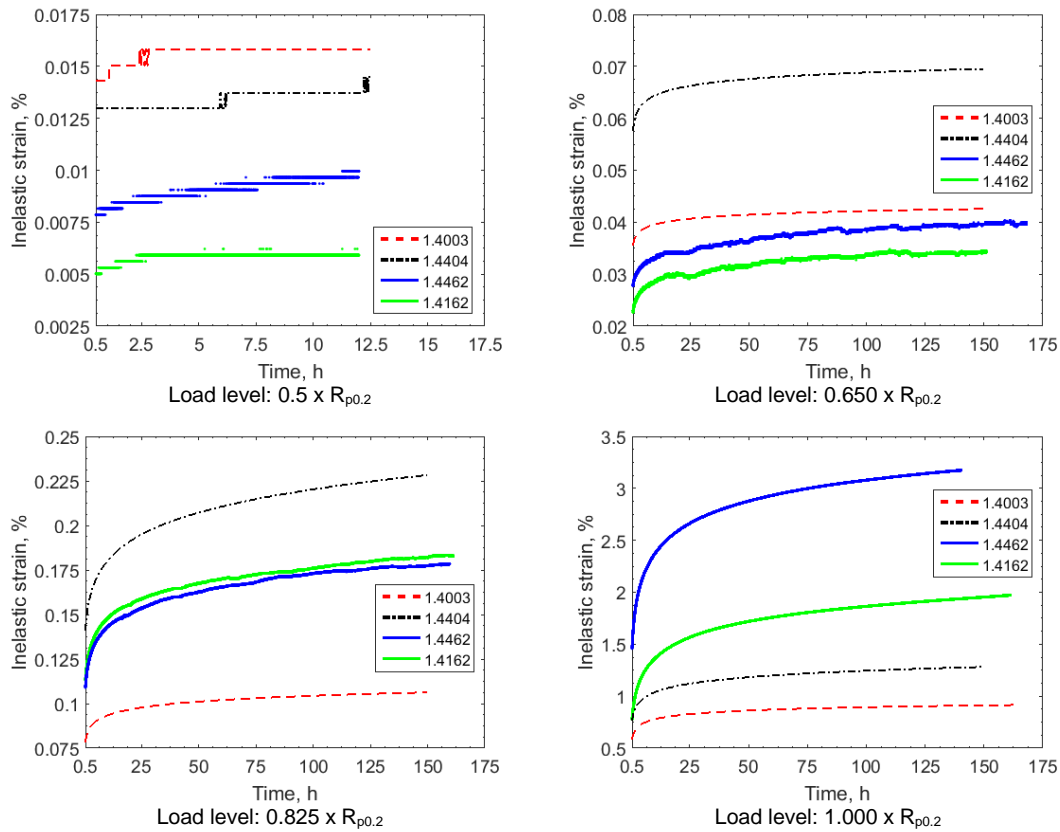 0.0175
0.015
0.0125
0.01
0.0075
0.005
0.0025
Inelastic strain, %
1.4003
1.4404
1.4462
1.4162
0.5 2.5 5 7.5 10 12.5 15 17.5
Time, h
Load level: 0.5 x Rp0.2
0.08
0.07
0.06
0.05
0.04
0.03
0.02
Inelastic strain, %
1.4003
1.4404
1.4462
1.4162
0.5 25 50 75 100 125 150 175
Time, h
Load level: 0.650 x Rp0.2
0.25
0.225
0.2
0.175
0.15
0.125
0.1
0.075
Inelastic strain, %
1.4003
1.4404
1.4462
1.4162
0.5 25 50 75 100 125 150 175
Time, h
Load level: 0.825 x Rp0.2
3.5
3
2.5
2
1.5
1
0.5
Inelastic strain, %
1.4003
1.4404
1.4462
1.4162
0.5 25 50 75 100 125 150 175
Time, h
Load level: 1.000 x Rp0.2